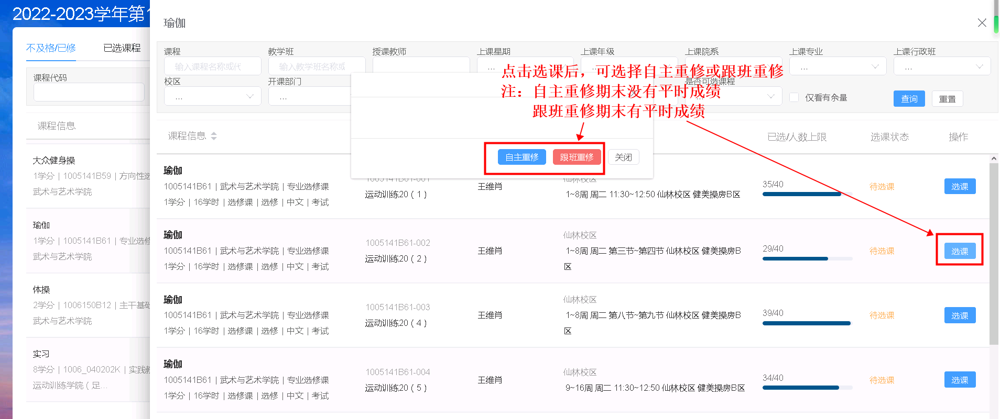 2022-2023学年第
不及格/已修
已选课程
课程代码
课程信息
大众健身操
1学分 | 1005141B59 | 方向性选
武术与艺术学院
瑜伽
1学分 | 1005141B61 | 专业选修
武术与艺术学院
体操
2学分 | 1006150B12 | 主干基础
武术与艺术学院
实习
8学分 | 1006_040202K | 实践教
运动训练学院 ( 足...
瑜伽
课程
教学班
授课教师
上课星期
上课年级
上课院系
上课专业
上课行政班
输入课程名称或代
输入教学班名称或
...
...
...
...
校区
开课部门
是否可选课程
...
...
...
仅看有余量
查询
重置
点击选课后，可选择自主重修或跟班重修
注：自主重修期末没有平时成绩
跟班重修期末有平时成绩
自主重修
跟班重修
关闭
课程信息
已选/人数上限
选课状态
操作
瑜伽
1005141B61 | 武术与艺术学院 | 专业选修课
1学分 | 16学时 | 选修课 | 选修 | 中文 | 考试
1005141B61-001
运动训练20 ( 1 )
王维肖
仙林校区
1~8周 周二 11:30~12:50 仙林校区 健美操房B区
35/40
待选课
选课
瑜伽
1005141B61 | 武术与艺术学院 | 专业选修课
1学分 | 16学时 | 选修课 | 选修 | 中文 | 考试
1005141B61-002
运动训练20 ( 2 )
王维肖
仙林校区
1~8周 周二 第三节~第四节 仙林校区 健美操房B
区
29/40
待选课
选课
瑜伽
1005141B61 | 武术与艺术学院 | 专业选修课
1学分 | 16学时 | 选修课 | 选修 | 中文 | 考试
1005141B61-003
运动训练20 ( 4 )
王维肖
仙林校区
1~8周 周二 第八节~第九节 仙林校区 健美操房B
区
39/40
待选课
选课
瑜伽
1005141B61 | 武术与艺术学院 | 专业选修课
1学分 | 16学时 | 选修课 | 选修 | 中文 | 考试
1005141B61-004
运动训练20 ( 5 )
王维肖
仙林校区
9~16周 周二 11:30~12:50 仙林校区 健美操房B区
34/40
待选课
选课